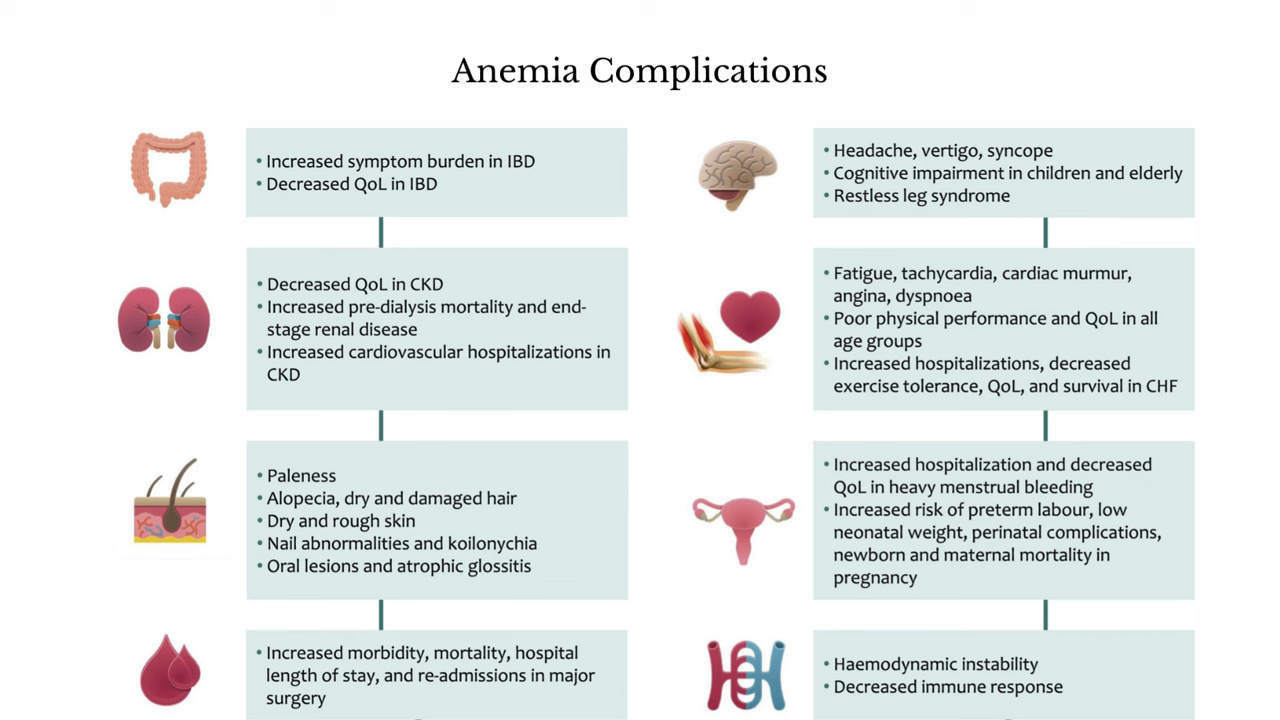 Anemia Complications
• Increased symptom burden in IBD
• Decreased QoL in IBD
• Decreased QoL in CKD
• Increased pre-dialysis mortality and end-
stage renal disease
• Increased cardiovascular hospitalizations in
CKD
• Paleness
• Alopecia, dry and damaged hair
• Dry and rough skin
• Nail abnormalities and koilonychia
• Oral lesions and atrophic glossitis
• Increased morbidity, mortality, hospital
length of stay, and re-admissions in major
surgery
• Headache, vertigo, syncope
• Cognitive impairment in children and elderly
• Restless leg syndrome
• Fatigue, tachycardia, cardiac murmur,
angina, dyspnoea
• Poor physical performance and QoL in all
age groups
• Increased hospitalizations, decreased
exercise tolerance, QoL, and survival in CHF
• Increased hospitalization and decreased
QoL in heavy menstrual bleeding
• Increased risk of preterm labour, low
neonatal weight, perinatal complications,
newborn and maternal mortality in
pregnancy
• Haemodynamic instability
• Decreased immune response